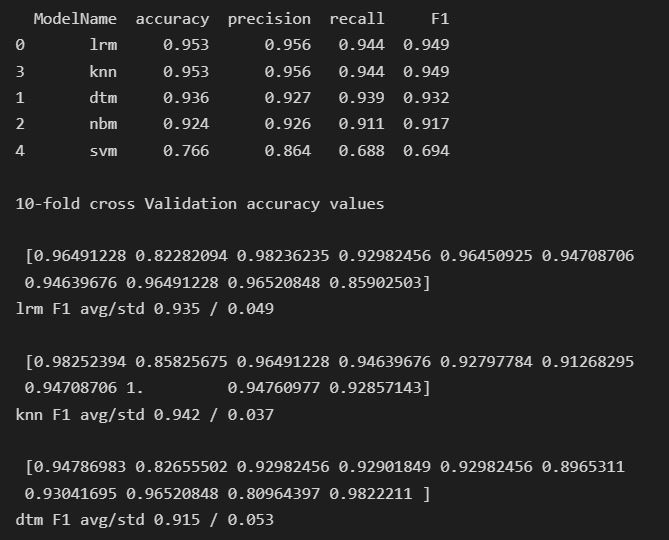 ModelName accuracy precision recall F1
0 lrm 0.953 0.956 0.944 0.949
3 knn 0.953 0.956 0.944 0.949
1 dtm 0.936 0.927 0.939 0.932
2 nbm 0.924 0.926 0.911 0.917
4 svm 0.766 0.864 0.688 0.694
10-fold cross Validation accuracy values
[0.96491228 0.82282094 0.98236235 0.92982456 0.96450925 0.94708706
0.94639676 0.96491228 0.96520848 0.85902503]
lrm F1 avg/std 0.935 / 0.049
[0.98252394 0.85825675 0.96491228 0.94639676 0.92797784 0.91268295
0.94708706 1. 0.94760977 0.92857143]
knn F1 avg/std 0.942 / 0.037
[0.94786983 0.82655502 0.92982456 0.92901849 0.92982456 0.8965311
0.93041695 0.96520848 0.80964397 0.9822211 ]
dtm F1 avg/std 0.915 / 0.053